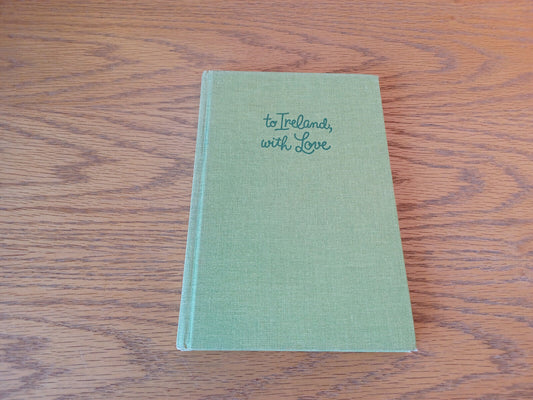 to Ireland,
with Love